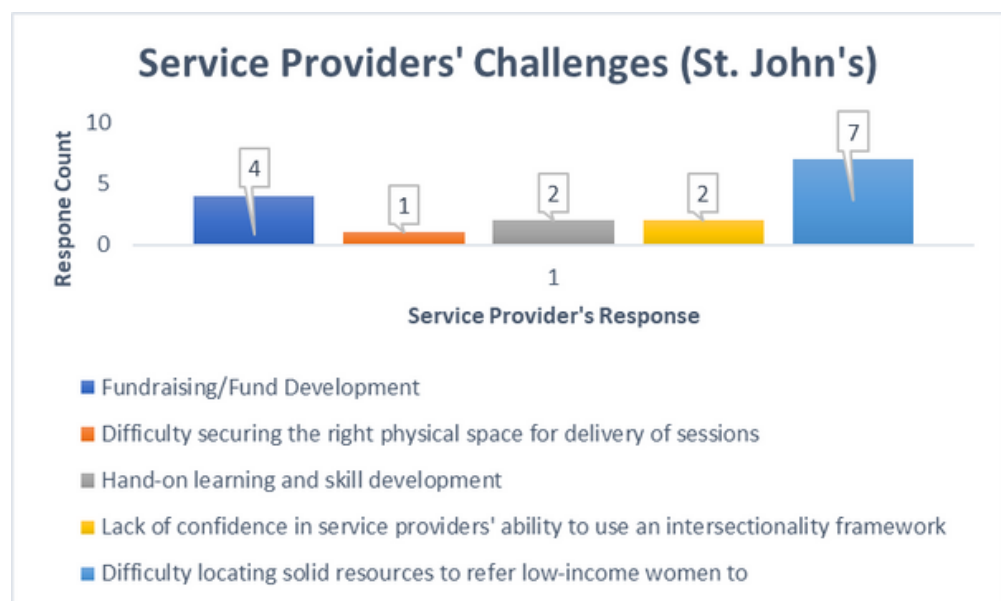 Service Providers' Challenges (St. John's)
Respone Count
10
5
0
4
1
2
2
7
1
Service Provider's Response
Fundraising/Fund Development
Difficulty securing the right physical space for delivery of sessions
Hand-on learning and skill development
Lack of confidence in service providers' ability to use an intersectionality framework
Difficulty locating solid resources to refer low-income women to